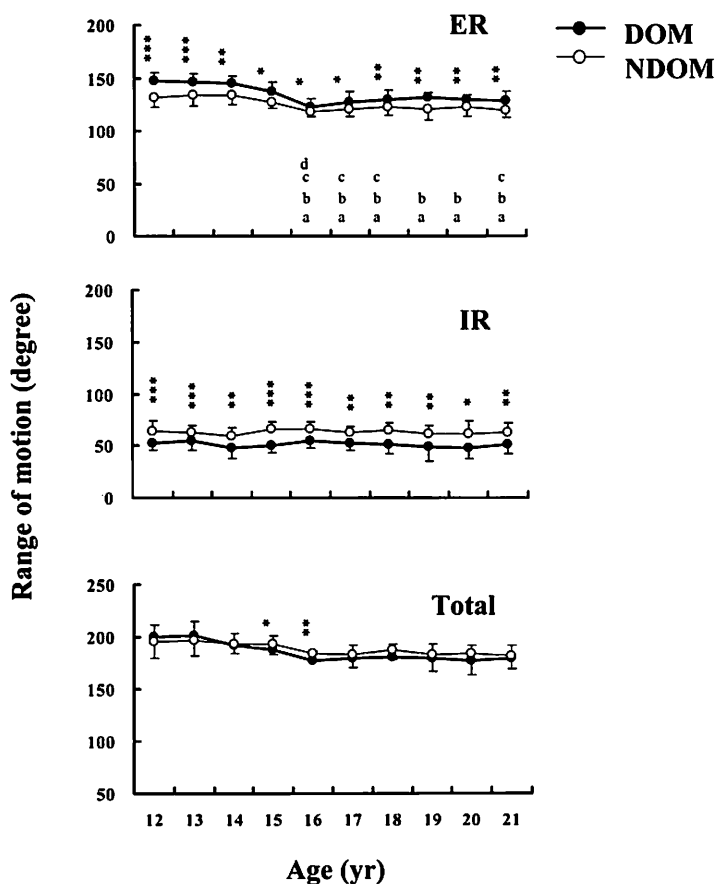 ER
DOM
NDOM
200
150
100
50
0
*** *** ** * * * ** ** ** **
d
c c c c
b b b b b b
a a a a a a
Range of motion (degree)
IR
200
150
100
50
0
*** *** ** *** *** ** ** ** * **
Total
250
200
150
100
50
* **
12 13 14 15 16 17 18 19 20 21
Age (yr)